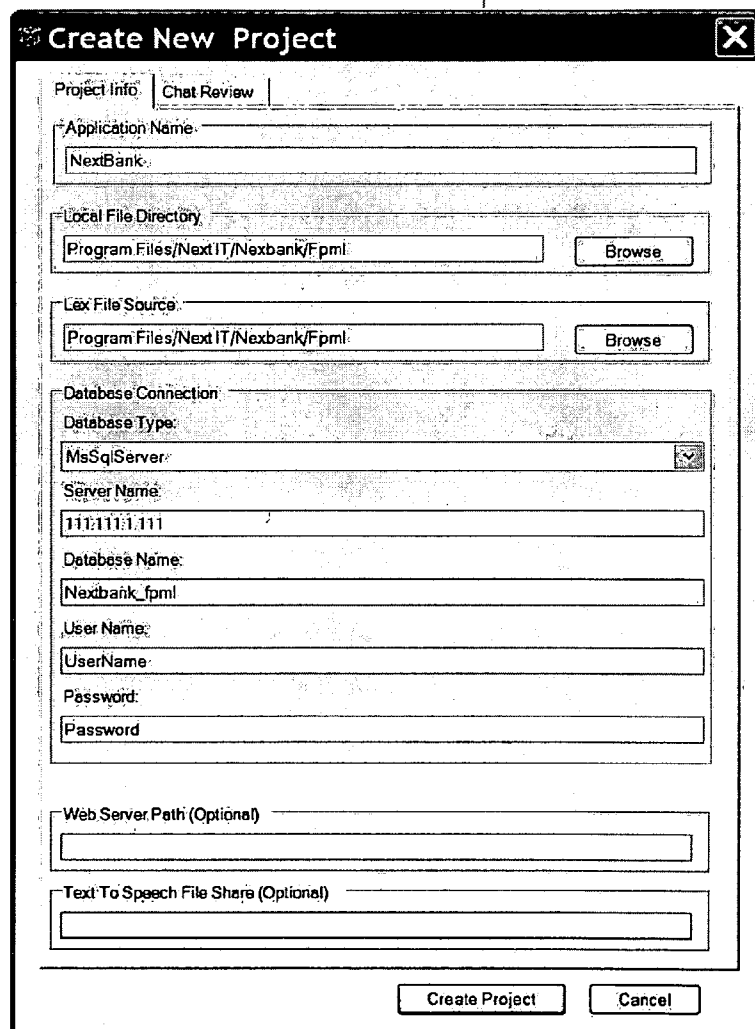 Create New Project
Project Info Chat Review
Application Name
NextBank
Local File Directory
Program Files/Next IT/Nexbank/Fpml Browse
Lex File Source
Program Files/Next IT/Nexbank/Fpml Browse
Database Connection
Database Type:
MsSqlServer
Server Name:
111.111.1.111
Database Name:
Nextbank_fpml
User Name:
UserName
Password:
Password
Web Server Path (Optional)
Text To Speech File Share (Optional)
Create Project Cancel